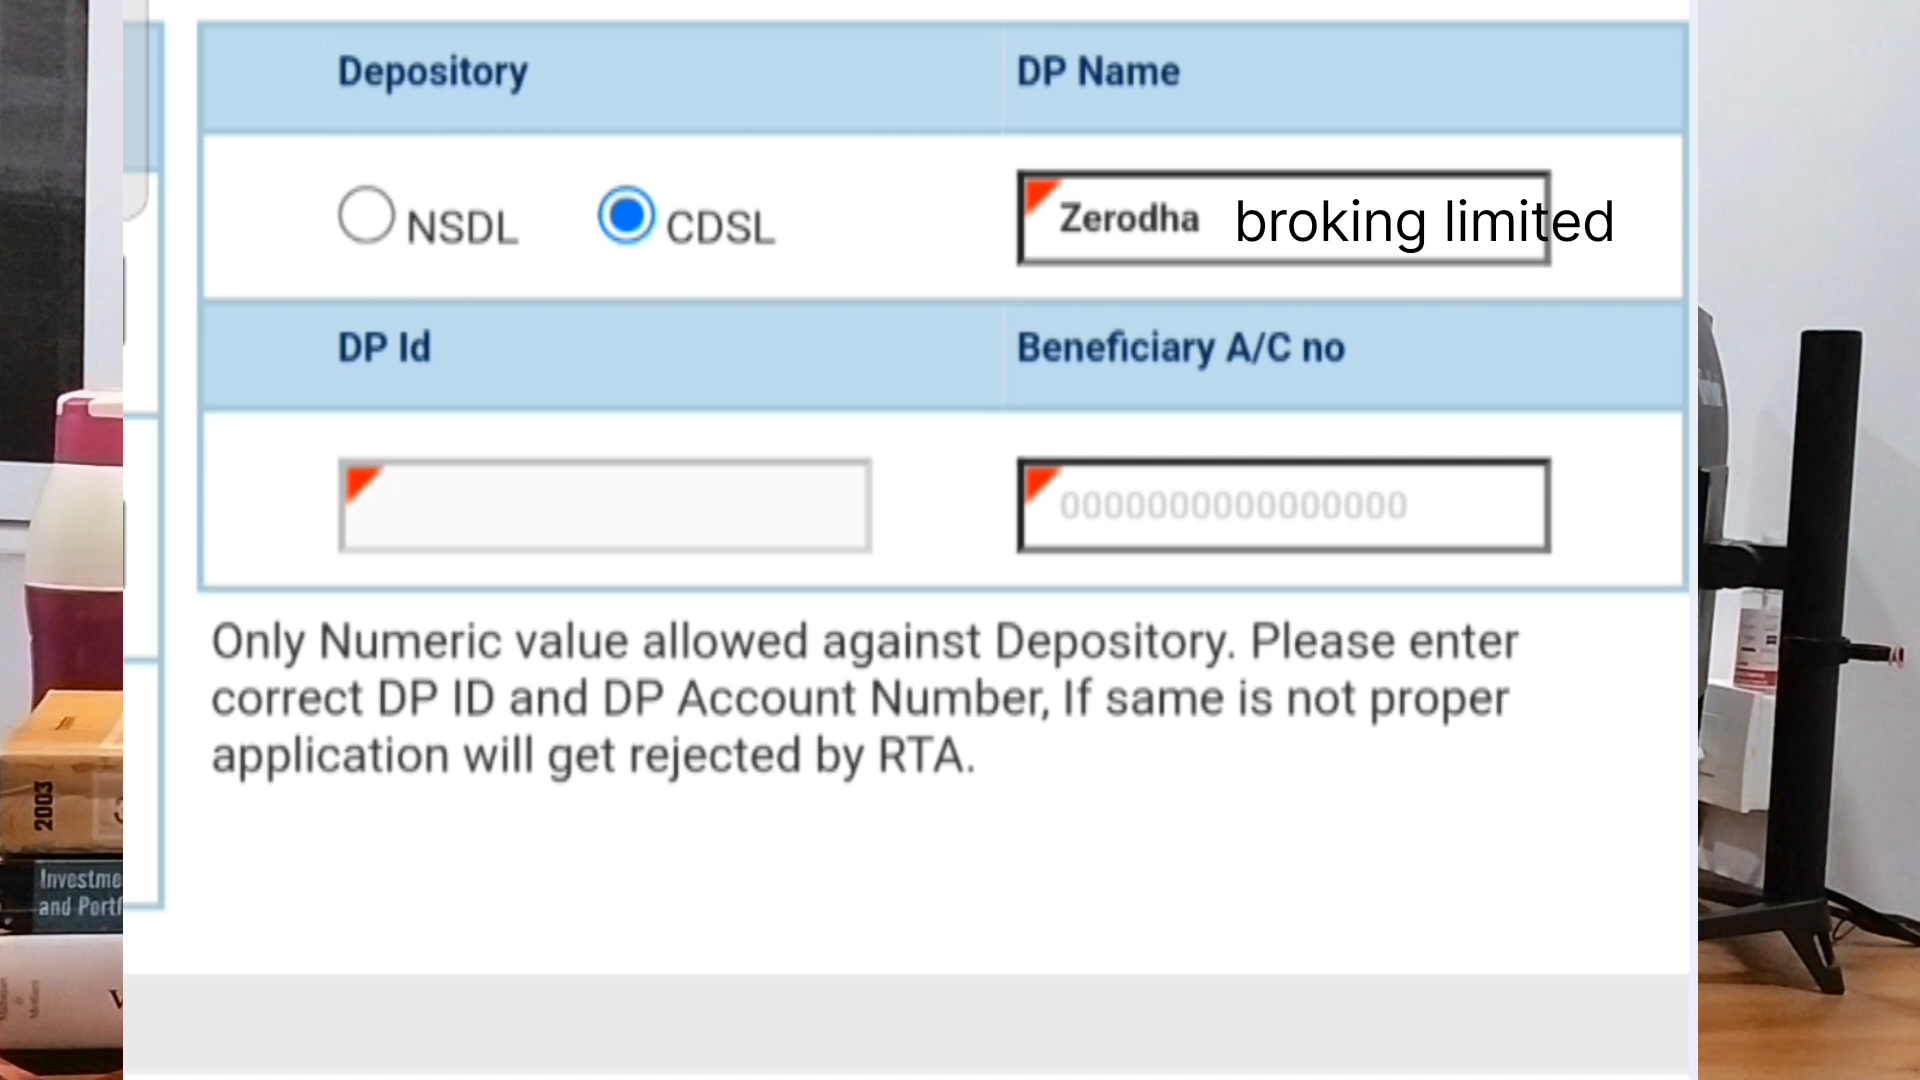 Depository
DP Name
NSDL
CDSL
Zerodha broking limited
DP Id
Beneficiary A/C no
0000000000000000
Only Numeric value allowed against Depository. Please enter
correct DP ID and DP Account Number, If same is not proper
application will get rejected by RTA.
2003
Investme
and Portf